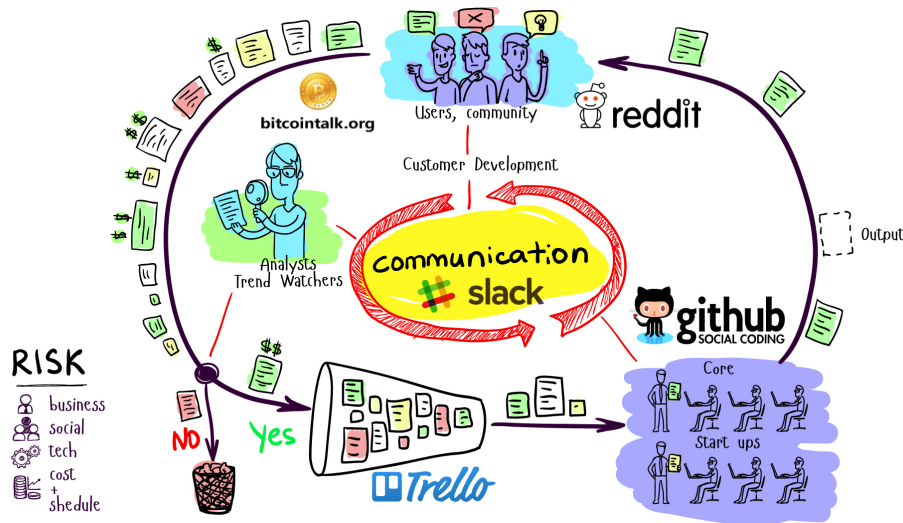 $
$$
$
$
$
bitcointalk.org
Users, community
reddit
Customer Development
Analysts
Trend Watchers
communication
slack
Output
github
SOCIAL CODING
RISK
business
social
tech
cost
+
shedule
$$
NO
Yes
Trello
Core
Start ups